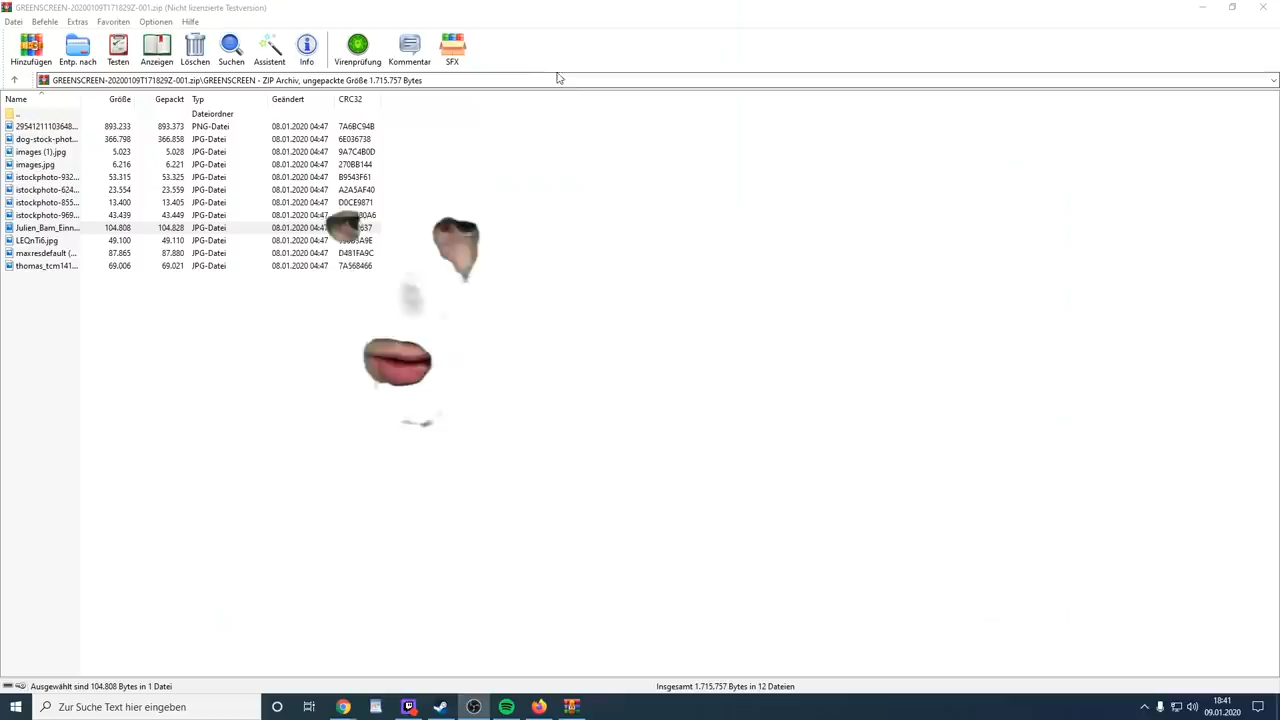 GREENSCREEN-20200109T171829Z-001.zip (Nicht lizenzierte Testversion)
Datei Befehle Extras Favoriten Optionen Hilfe
Hinzufügen Entp. nach Testen Anzeigen Löschen Suchen Assistent Info Virenprüfung Kommentar SFX
GREENSCREEN-20200109T171829Z-001.zip\GREENSCREEN - ZIP Archiv, ungepackte Größe 1.715.757 Bytes
Name Größe Gepackt Typ Geändert CRC32
.. Dateiordner
29541211103648... 893.233 893.373 PNG-Datei 08.01.2020 04:47 7A6BC94B
dog-stock-phot... 366.798 366.858 JPG-Datei 08.01.2020 04:47 6E036738
images (1).jpg 5.023 5.028 JPG-Datei 08.01.2020 04:47 9A7C4B0D
images.jpg 6.216 6.221 JPG-Datei 08.01.2020 04:47 270BB144
istockphoto-932... 53.315 53.325 JPG-Datei 08.01.2020 04:47 B9543F61
istockphoto-624... 23.554 23.559 JPG-Datei 08.01.2020 04:47 A2A5AF40
istockphoto-855... 13.400 13.405 JPG-Datei 08.01.2020 04:47 D0CE9871
istockphoto-969... 43.439 43.449 JPG-Datei 08.01.2020 04:47
Julien_Bam_Einn... 104.808 104.828 JPG-Datei 08.01.2020 04:47
LEQnTi6.jpg 49.100 49.110 JPG-Datei 08.01.2020 04:47
maxresdefault (... 87.865 87.880 JPG-Datei 08.01.2020 04:47 D481FA9C
thomas_tcm141... 69.006 69.021 JPG-Datei 08.01.2020 04:47 7A568466
Ausgewählt sind 104.808 Bytes in 1 Datei Insgesamt 1.715.757 Bytes in 12 Dateien
Zur Suche Text hier eingeben 18:41
09.01.2020